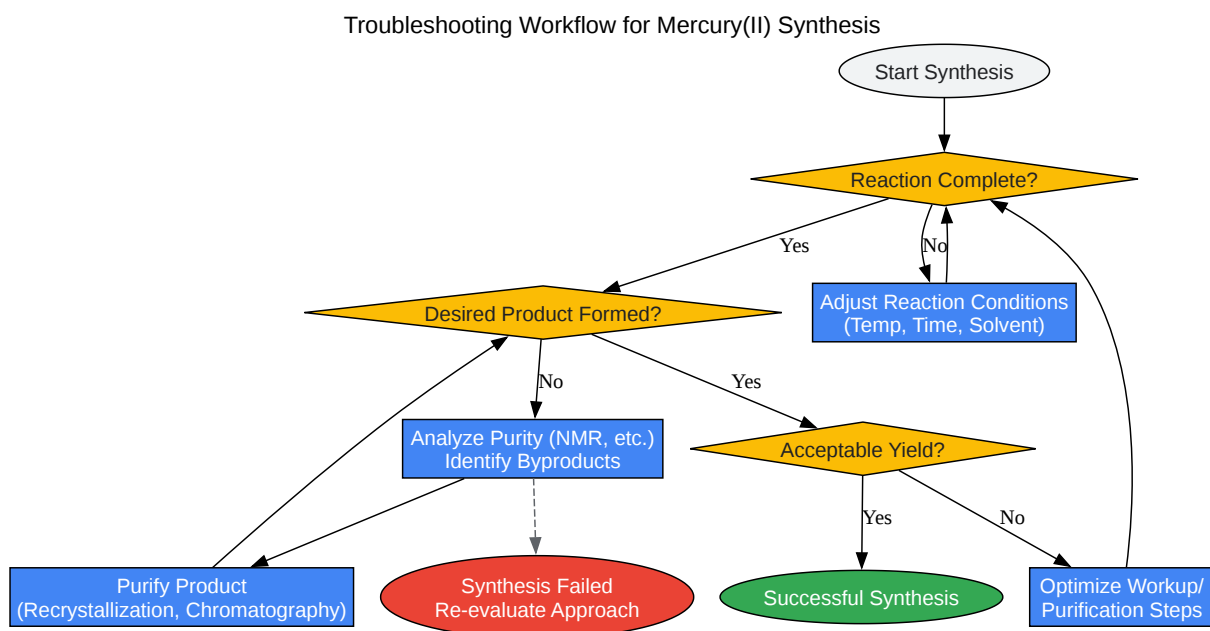 Troubleshooting Workflow for Mercury(II) Synthesis
Start Synthesis
Reaction Complete?
Yes
No
Adjust Reaction Conditions
(Temp, Time, Solvent)
Desired Product Formed?
No
Yes
Analyze Purity (NMR, etc.)
Identify Byproducts
Acceptable Yield?
Yes
No
Purify Product
(Recrystallization, Chromatography)
Synthesis Failed
Re-evaluate Approach
Successful Synthesis
Optimize Workup/
Purification Steps